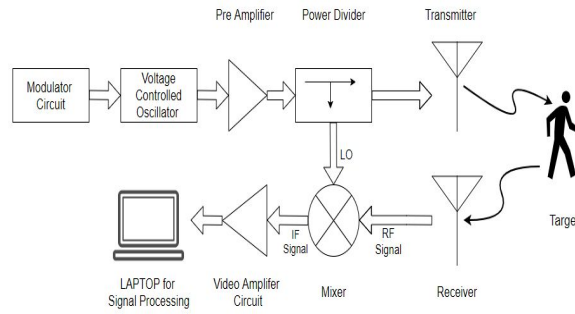 Pre Amplifier
Power Divider
Transmitter
Modulator
Circuit
Voltage
Controlled
Oscillator
LO
IF
Signal
RF
Signal
Targe
LAPTOP for
Signal Processing
Video Amplifer
Circuit
Mixer
Receiver